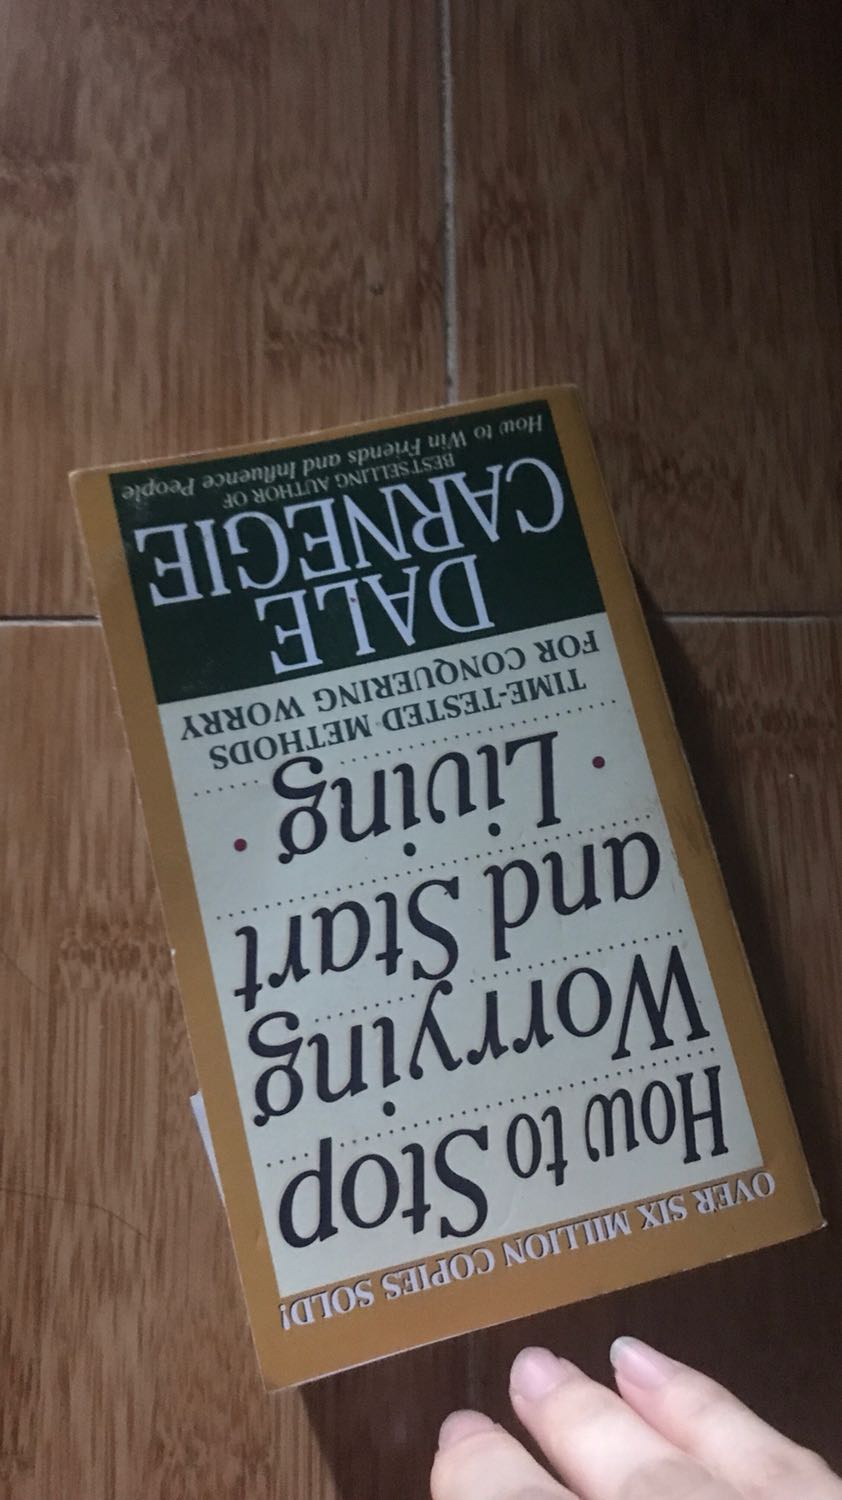 OVER SIX MILLION COPIES SOLD!
How to Stop
Worrying
and Start
• Living •
TIME-TESTED METHODS
FOR CONQUERING WORRY
DALE
CARNEGIE
BESTSELLING AUTHOR OF
How to Win Friends and Influence People